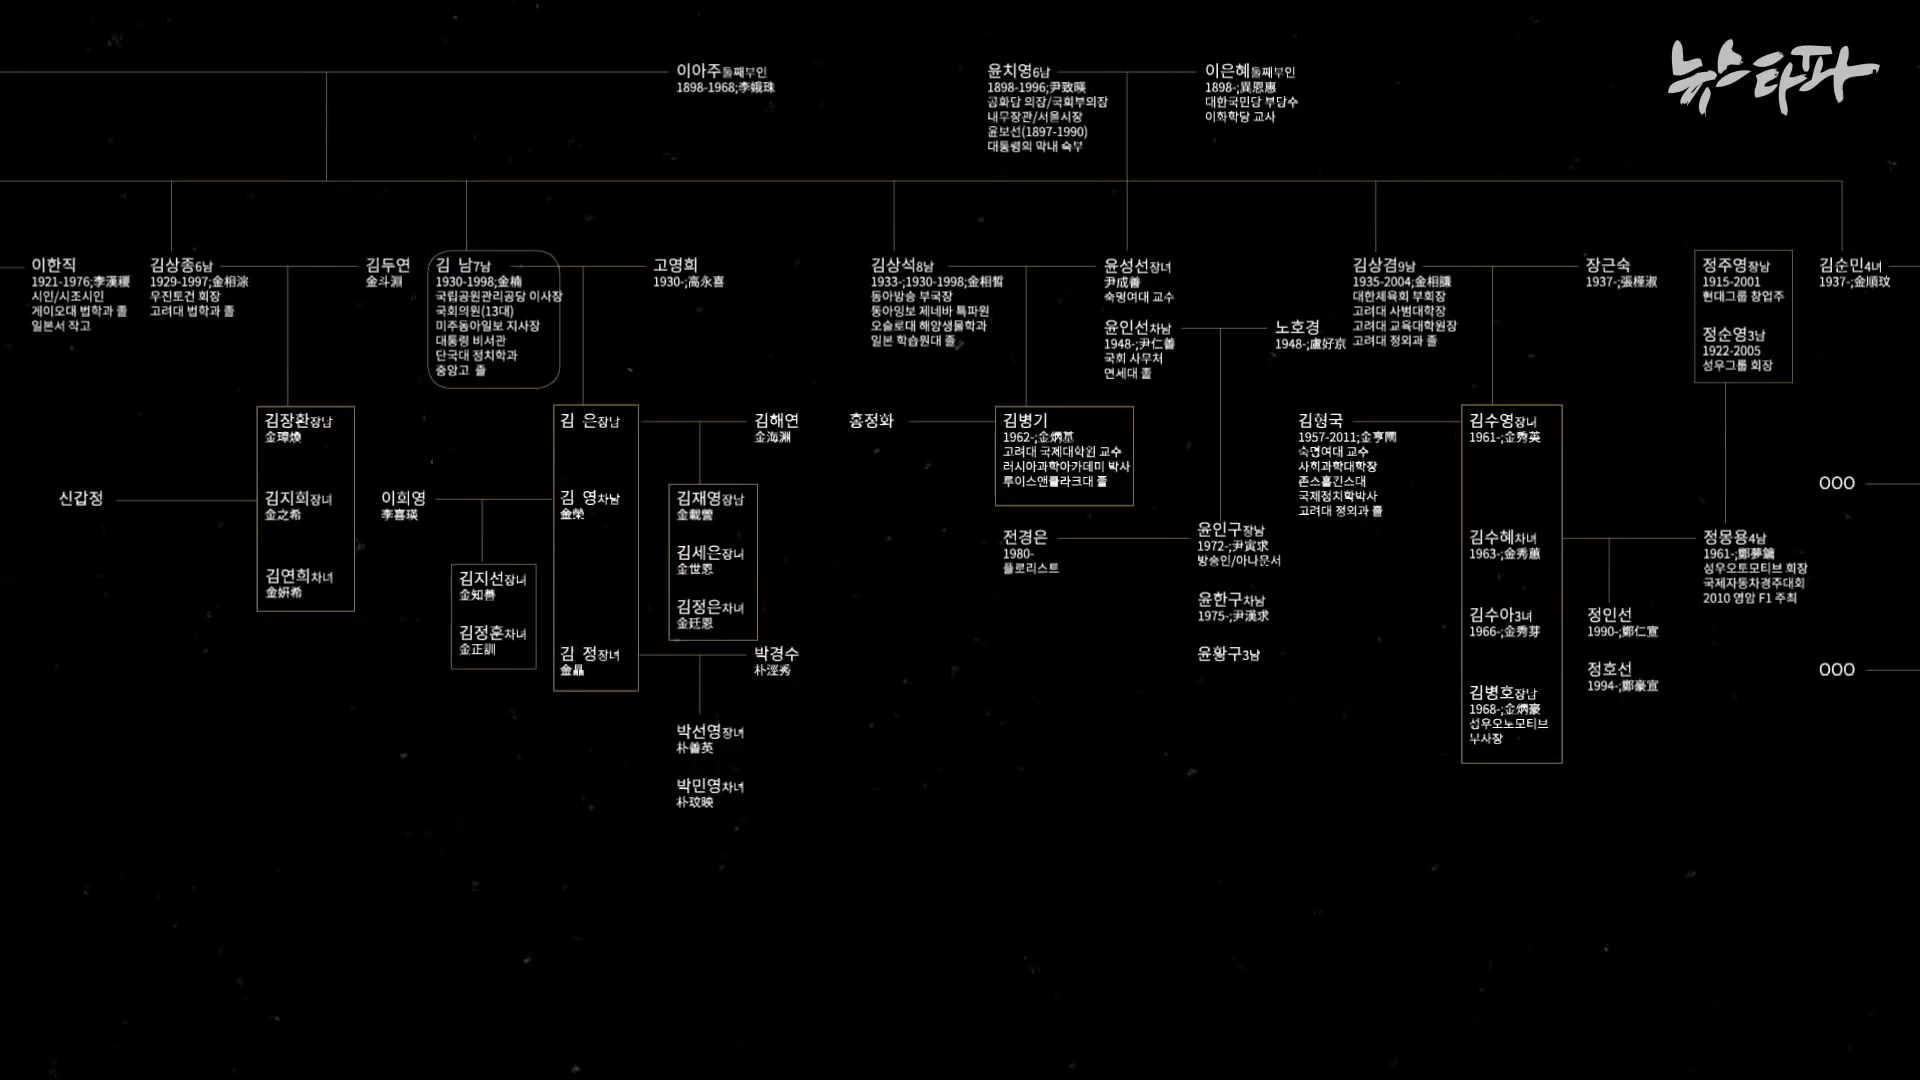 뉴스타파
이아주둘째부인
1898-1968;李娥珠
윤치영6남
1898-1996;尹致暎
공화당 의장/국회부의장
내무장관/서울시장
윤보선(1897-1990)
대통령의 막내 숙부
이은혜둘째부인
1898-;異恩惠
대한국민당 부당수
이화학당 교사
이한직
1921-1976;李漢稷
시인/시조시인
게이오대 법학과 졸
일본서 작고
김상종6남
1929-1997;金相淙
우진토건 회장
고려대 법학과 졸
김두연
金斗淵
김 남7남
1930-1998;金楠
국립공원관리공당 이사장
국회의원(13대)
미주동아일보 지사장
대통령 비서관
단국대 정치학과
중앙고 졸
고영희
1930-;高永喜
김상석8남
1933-;1930-1998;金相晳
동아방송 부국장
동아일보 제네바 특파원
오슬로대 해양생물학과
일본 학습원대 졸
윤성선장녀
尹成善
숙명여대 교수
윤인선차남
1948-;尹仁善
국회 사무처
연세대 졸
노호경
1948-;盧好京
김상겸9남
1935-2004;金相謙
대한체육회 부회장
고려대 사범대학장
고려대 교육대학원장
고려대 정외과 졸
장근숙
1937-;張槿淑
정주영장남
1915-2001
현대그룹 창업주
정순영3남
1922-2005
성우그룹 회장
김순민4녀
1937-;金順玟
김장환장남
金璋煥
김지희장녀
金之希
김연희차녀
金姸希
신갑정
이희영
李喜瑛
김 은장남
김 영차남
金榮
김 정장녀
金晶
김해연
金海淵
김재영장남
金載營
김세은장녀
金世恩
김정은차녀
金廷恩
김지선장녀
金知善
김정훈차녀
金正訓
박경수
朴涇秀
박선영장녀
朴善英
박민영차녀
朴玟映
홍정화
김병기
1962-;金炳基
고려대 국제대학원 교수
러시아과학아카데미 박사
루이스앤클라크대 졸
전경은
1980-
플로리스트
윤인구장남
1972-;尹寅求
방송인/아나운서
윤한구차남
1975-;尹漢求
윤황구3남
김형국
1957-2011;金亨國
숙명여대 교수
사회과학대학장
존스홉긴스대
국제정치학박사
고려대 정외과 졸
김수영장녀
1961-;金秀英
김수혜차녀
1963-;金秀蕙
김수아3녀
1966-;金秀芽
김병호장남
1968-;金炳豪
성우오노모티브
부사장
정몽용4남
1961-;鄭夢鏞
성우오토모티브 회장
국제자동차경주대회
2010 영암 F1 주최
정인선
1990-;鄭仁宣
정호선
1994-;鄭豪宣
OOO
OOO